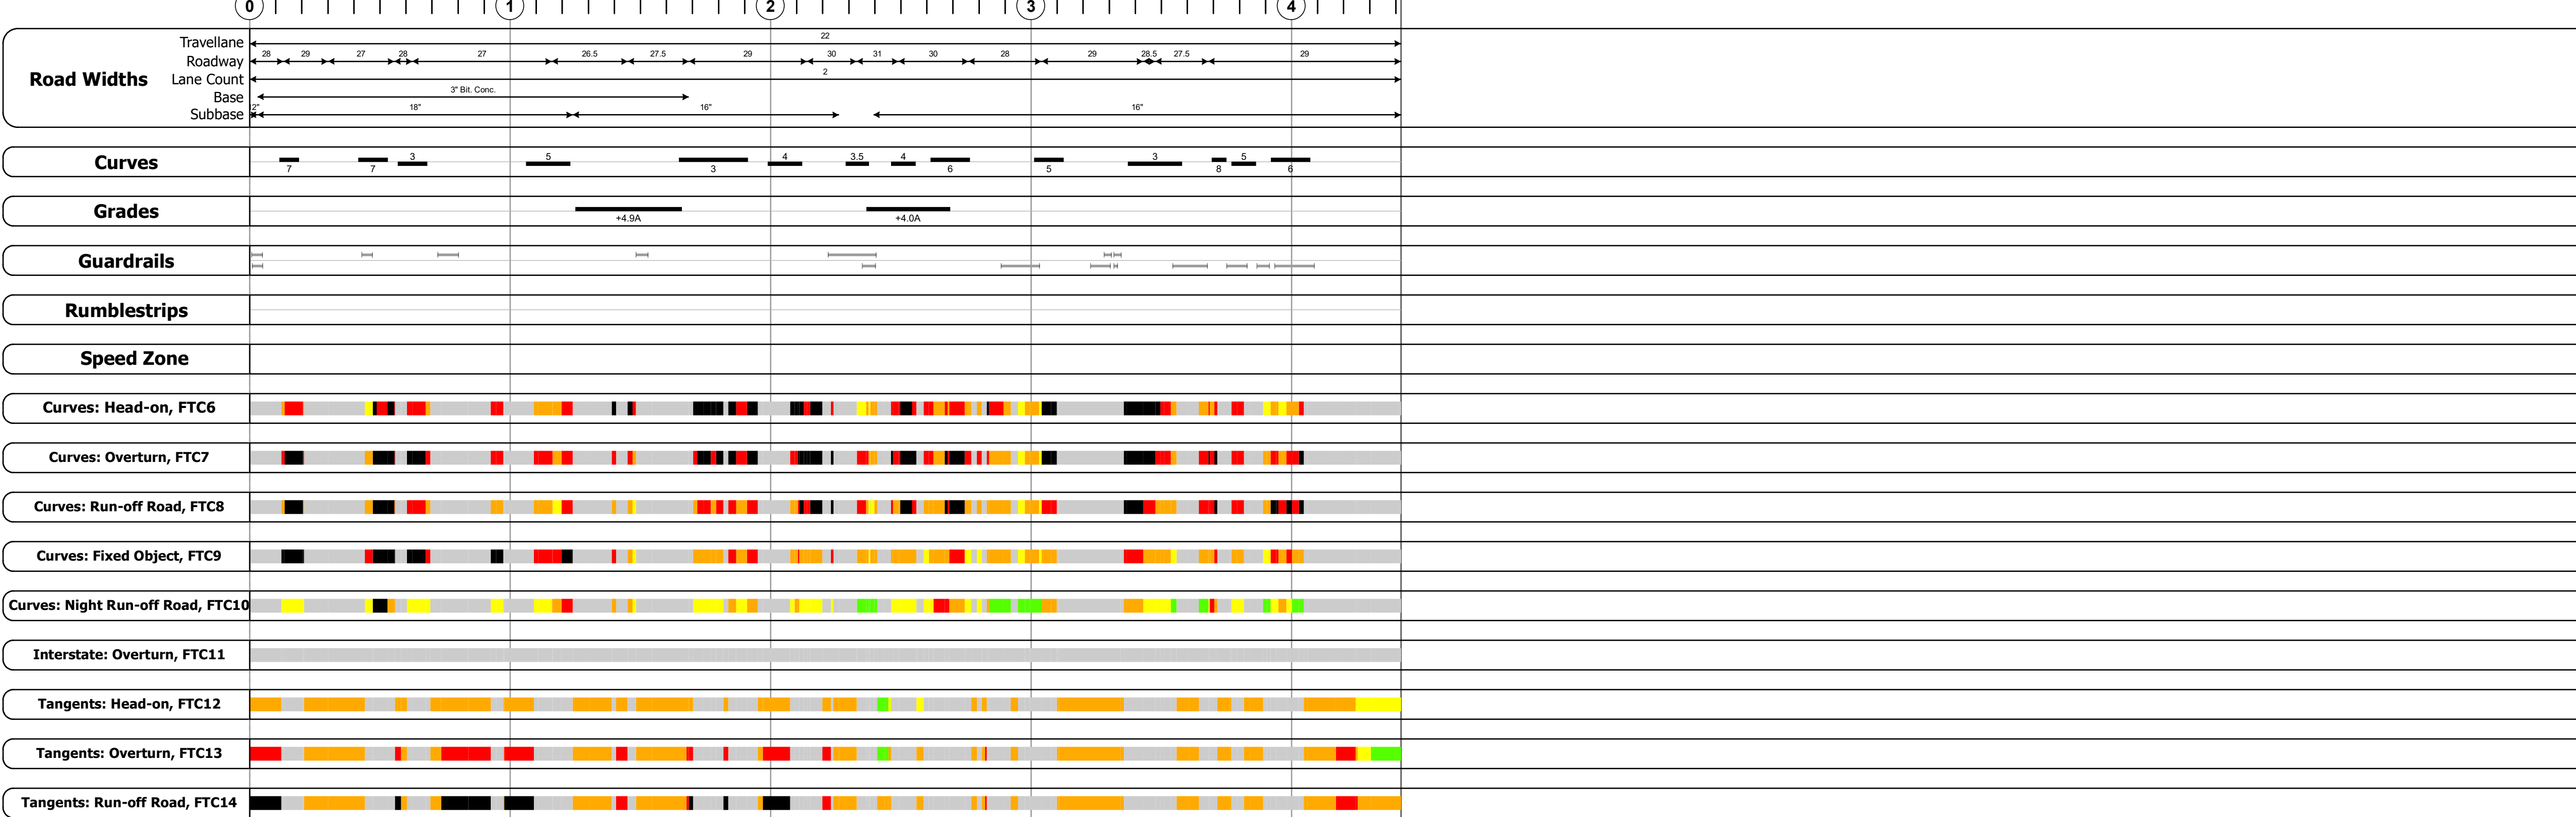 0 1 2 3 4
Travellane 22
28 29 27 28 27 26.5 27.5 29 30 31 30 28 29 28.5 27.5 29
Road Widths
Roadway
Lane Count 2
Base 3" Bit. Conc.
Subbase 2" 18" 16" 16"
3 5 4 3.5 4 3 5
Curves
7 7 3 6 5 8 6
Grades
+4.9A +4.0A
Guardrails
Rumblestrips
Speed Zone
Curves: Head-on, FTC6
Curves: Overturn, FTC7
Curves: Run-off Road, FTC8
Curves: Fixed Object, FTC9
Curves: Night Run-off Road, FTC10
Interstate: Overturn, FTC11
Tangents: Head-on, FTC12
Tangents: Overturn, FTC13
Tangents: Run-off Road, FTC14